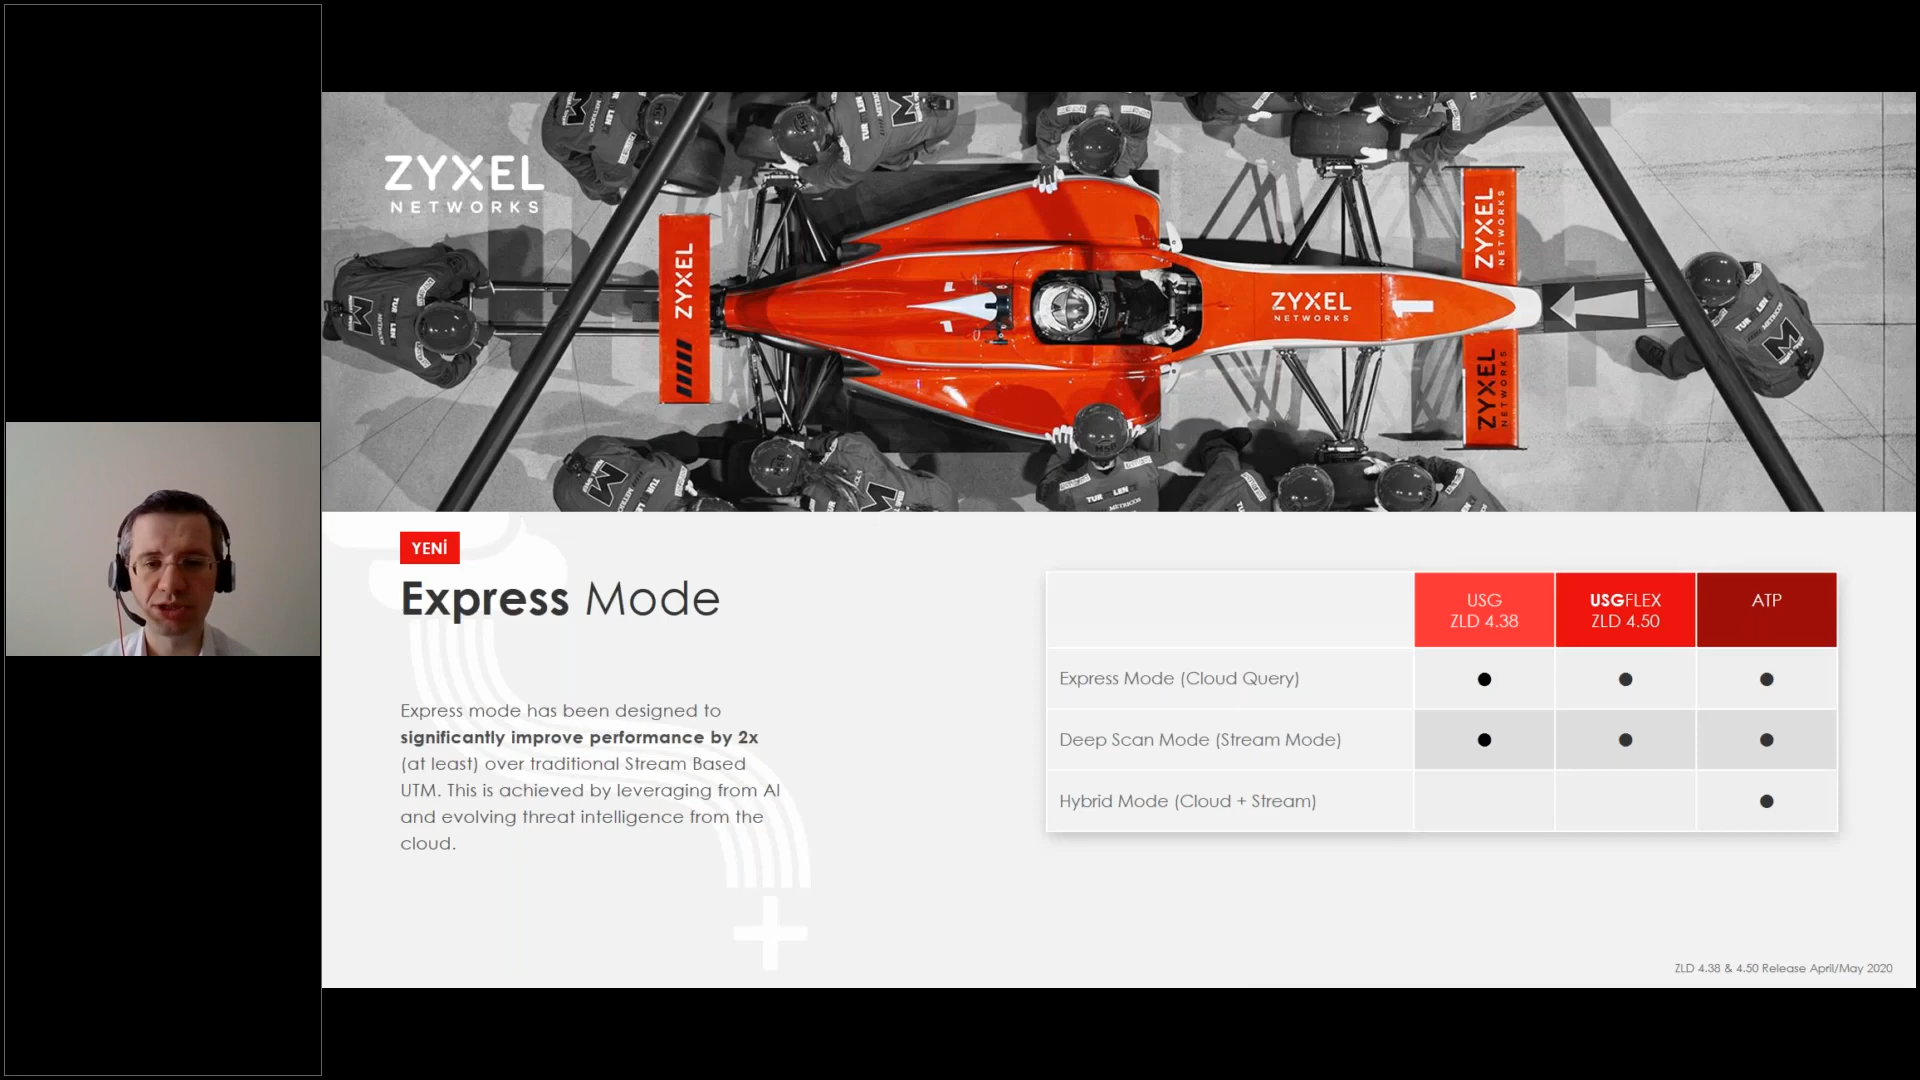 ZYXEL
NETWORKS
ZYXEL
ZYXEL
NETWORKS
1
ZYXEL
NETWORKS
ZYXEL
NETWORKS
YENİ
Express Mode
Express mode has been designed to
significantly improve performance by 2x
(at least) over traditional Stream Based
UTM. This is achieved by leveraging from AI
and evolving threat intelligence from the
cloud.
USG
ZLD 4.38
USGFLEX
ZLD 4.50
ATP
Express Mode (Cloud Query)
Deep Scan Mode (Stream Mode)
Hybrid Mode (Cloud + Stream)
ZLD 4.38 & 4.50 Release April/May 2020